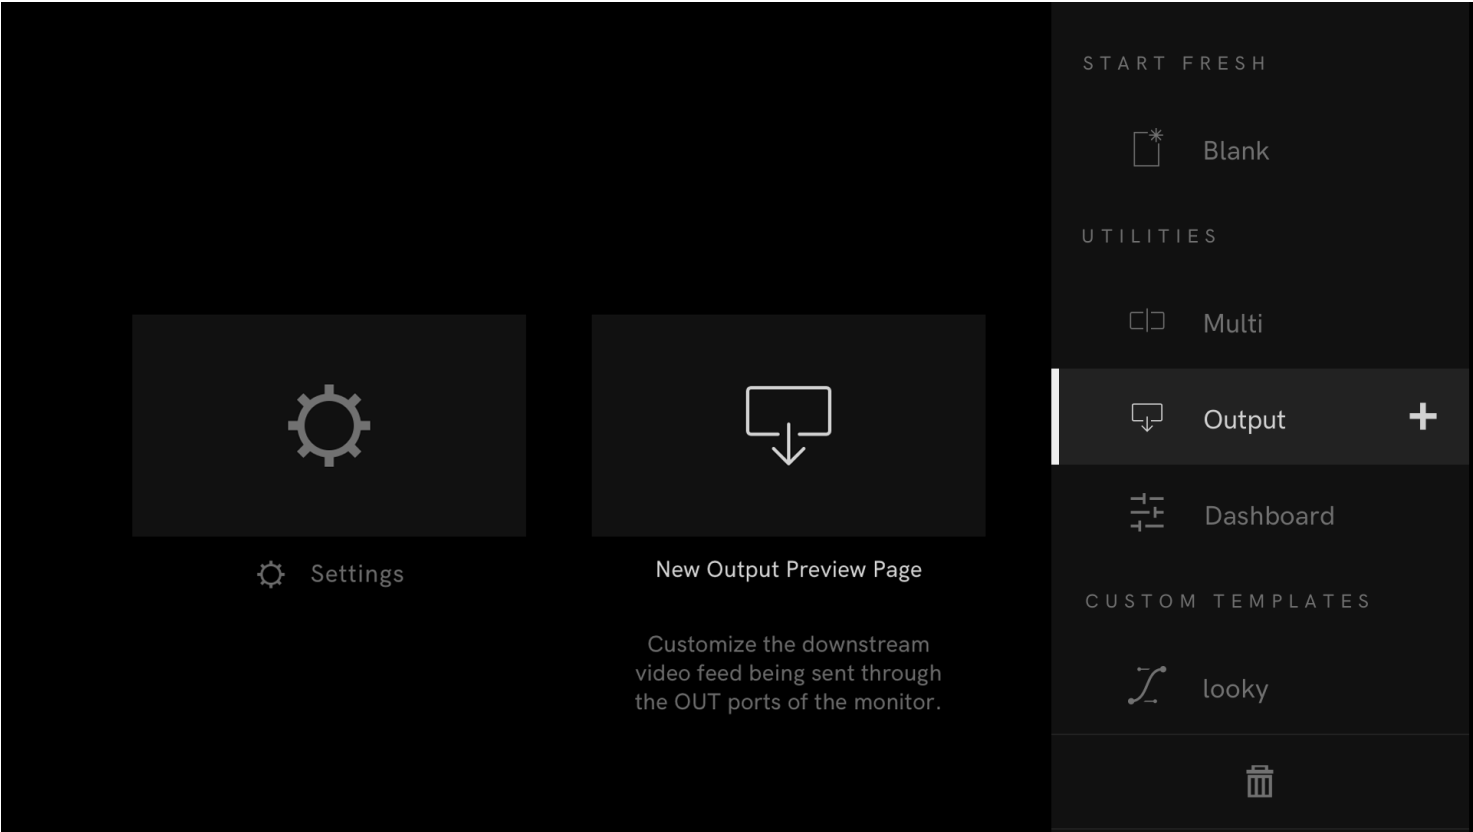 START FRESH
Blank
UTILITIES
Multi
Output
Dashboard
CUSTOM TEMPLATES
looky
Settings
New Output Preview Page
Customize the downstream
video feed being sent through
the OUT ports of the monitor.